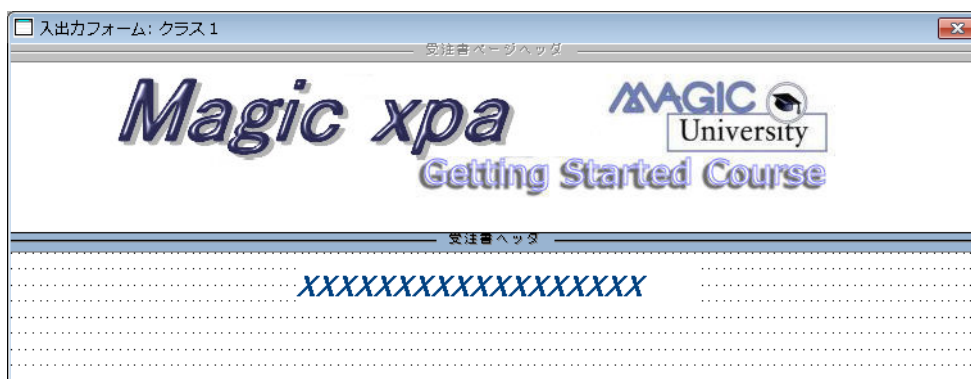 入出力フォーム: クラス 1
受注書ページヘッダ
Magic xpa
MAGIC
University
Getting Started Course
受注書ヘッダ
XXXXXXXXXXXXXXXXXX